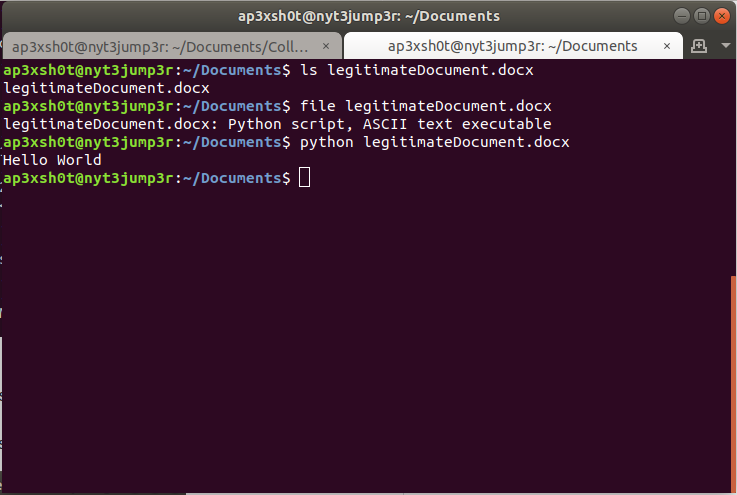 ap3xsh0t@nyt3jump3r: ~/Documents
ap3xsh0t@nyt3jump3r: ~/Documents/Coll... × ap3xsh0t@nyt3jump3r: ~/Documents ×
ap3xsh0t@nyt3jump3r:~/Documents$ ls legitimateDocument.docx
legitimateDocument.docx
ap3xsh0t@nyt3jump3r:~/Documents$ file legitimateDocument.docx
legitimateDocument.docx: Python script, ASCII text executable
ap3xsh0t@nyt3jump3r:~/Documents$ python legitimateDocument.docx
Hello World
ap3xsh0t@nyt3jump3r:~/Documents$